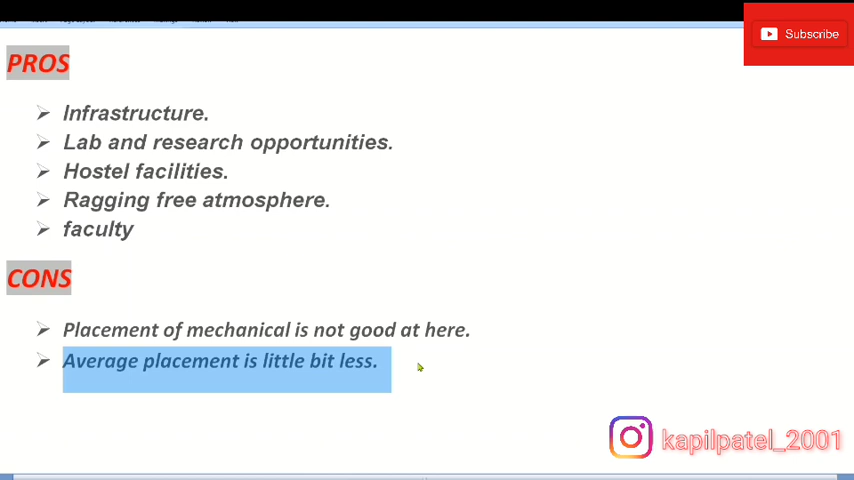 Subscribe
PROS
Infrastructure.
Lab and research opportunities.
Hostel facilities.
Ragging free atmosphere.
faculty
CONS
Placement of mechanical is not good at here.
Average placement is little bit less.
kapilpatel_2001